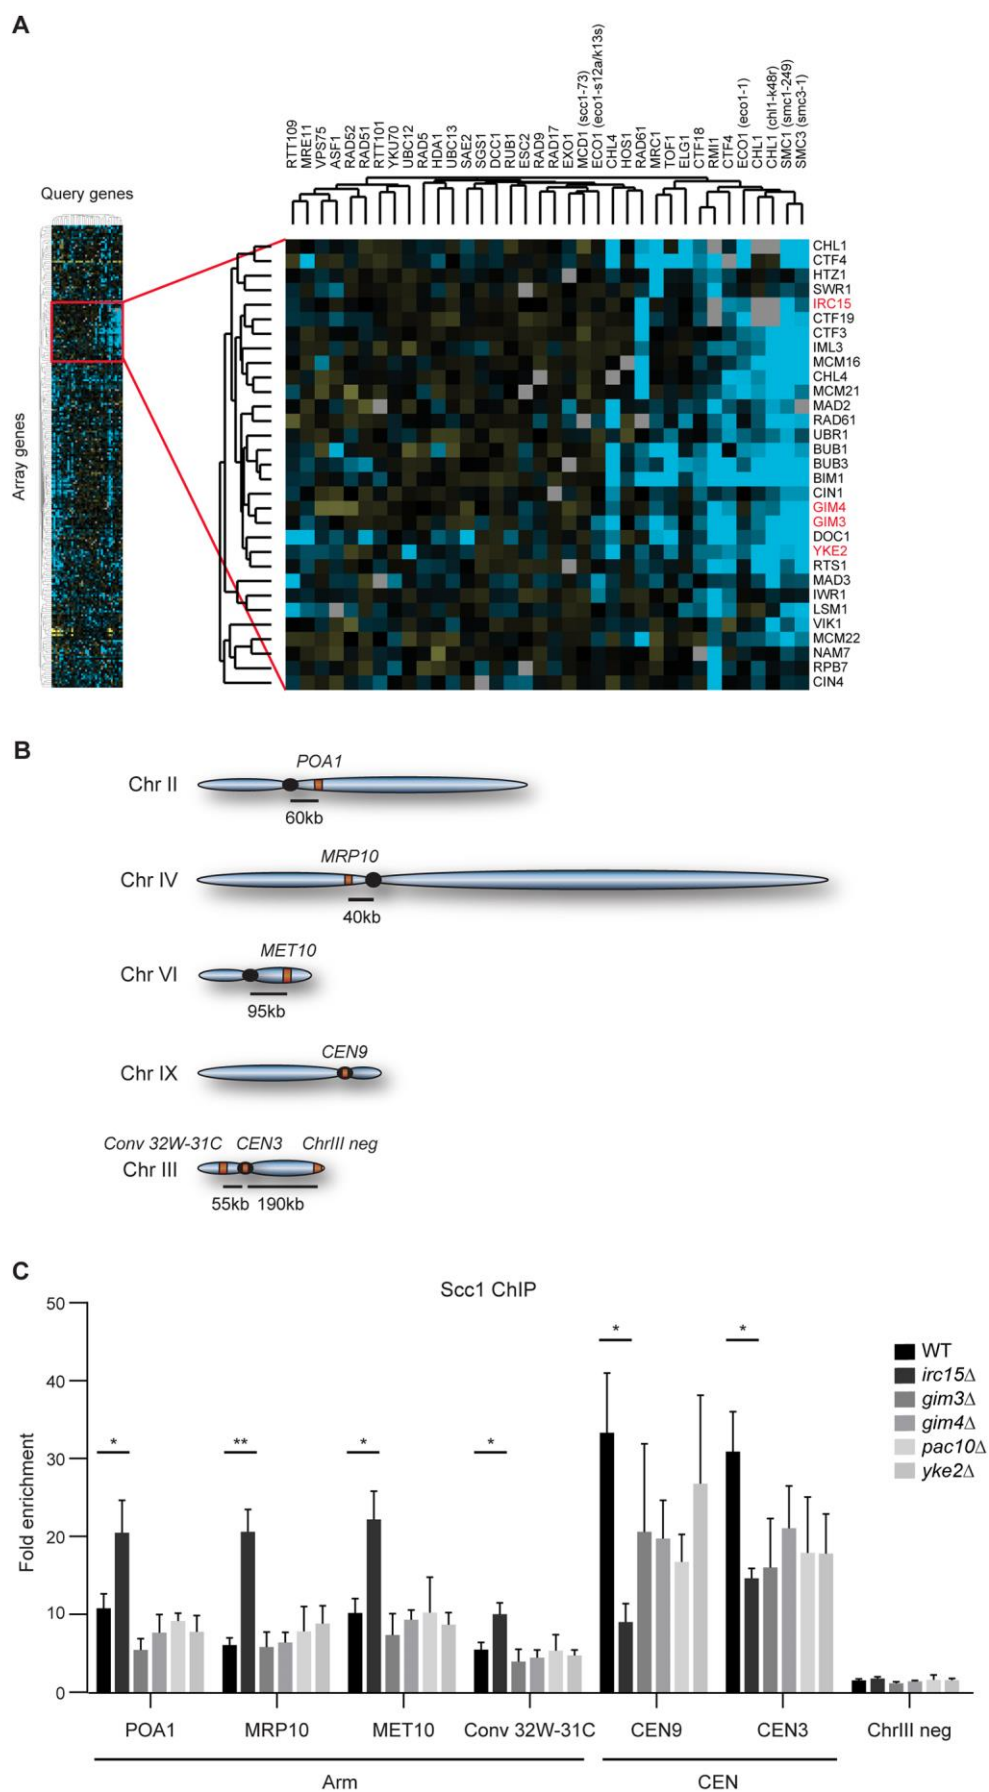 A
RTT109
MRE11
VPS75
ASF1
RAD52
RAD51
RTT101
YKU70
UBC12
RAD5
HDA1
UBC13
SAE2
SGS1
DCC1
RUB1
ESC2
RAD9
RAD17
EXO1
MCD1 (scc1-73)
ECO1 (eco1-s12a/k13s)
CHL4
HOS1
RAD61
MRC1
TOF1
ELG1
CTF18
RMI1
CTF4
ECO1 (eco1-1)
CHL1
CHL1 (chl1-k48r)
SMC1 (smc1-249)
SMC3 (smc3-1)
Query genes
Array genes
CHL1
CTF4
HTZ1
SWR1
IRC15
CTF19
CTF3
IML3
MCM16
CHL4
MCM21
MAD2
RAD61
UBR1
BUB1
BUB3
BIM1
CIN1
GIM4
GIM3
DOC1
YKE2
RTS1
MAD3
IWR1
LSM1
VIK1
MCM22
NAM7
RPB7
CIN4
B
POA1
Chr II
60kb
MRP10
Chr IV
40kb
MET10
Chr VI
95kb
CEN9
Chr IX
Conv 32W-31C CEN3 ChrIII neg
Chr III
55kb 190kb
C
Scc1 ChIP
Fold enrichment
50
40
30
20
10
0
* ** * * * *
WT
irc15Δ
gim3Δ
gim4Δ
pac10Δ
yke2Δ
POA1 MRP10 MET10 Conv 32W-31C CEN9 CEN3 ChrIII neg
Arm CEN